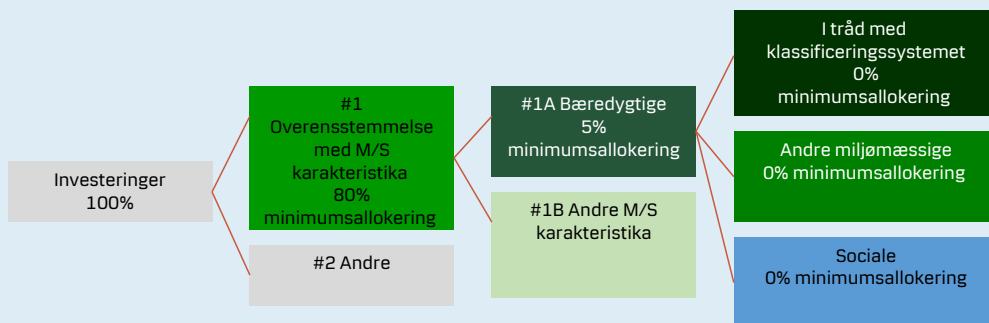 Investeringer
100%
#1
Overensstemmelse
med M/S
karakteristika
80%
minimumsallokering
#2 Andre
#1A Bæredygtige
5%
minimumsallokering
#1B Andre M/S
karakteristika
I tråd med
klassificeringssystemet
0%
minimumsallokering
Andre miljømæssige
0% minimumsallokering
Sociale
0% minimumsallokering